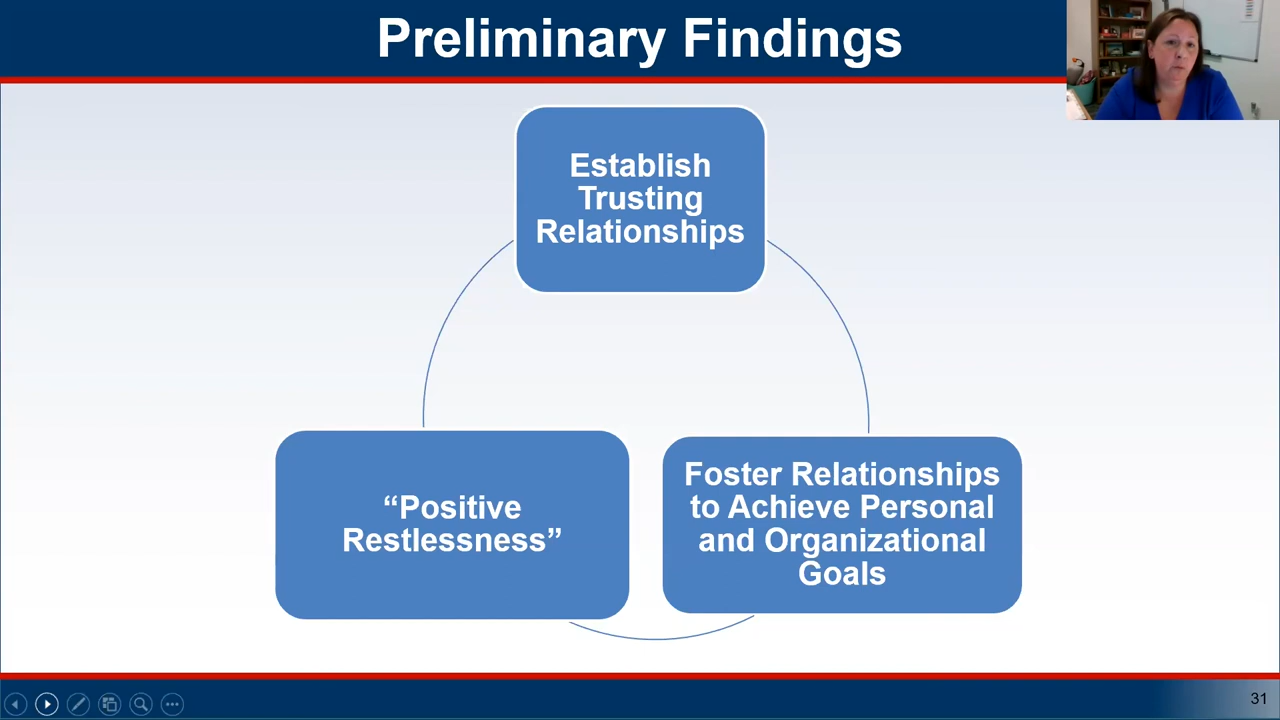 Preliminary Findings
Establish
Trusting
Relationships
“Positive
Restlessness”
Foster Relationships
to Achieve Personal
and Organizational
Goals
31